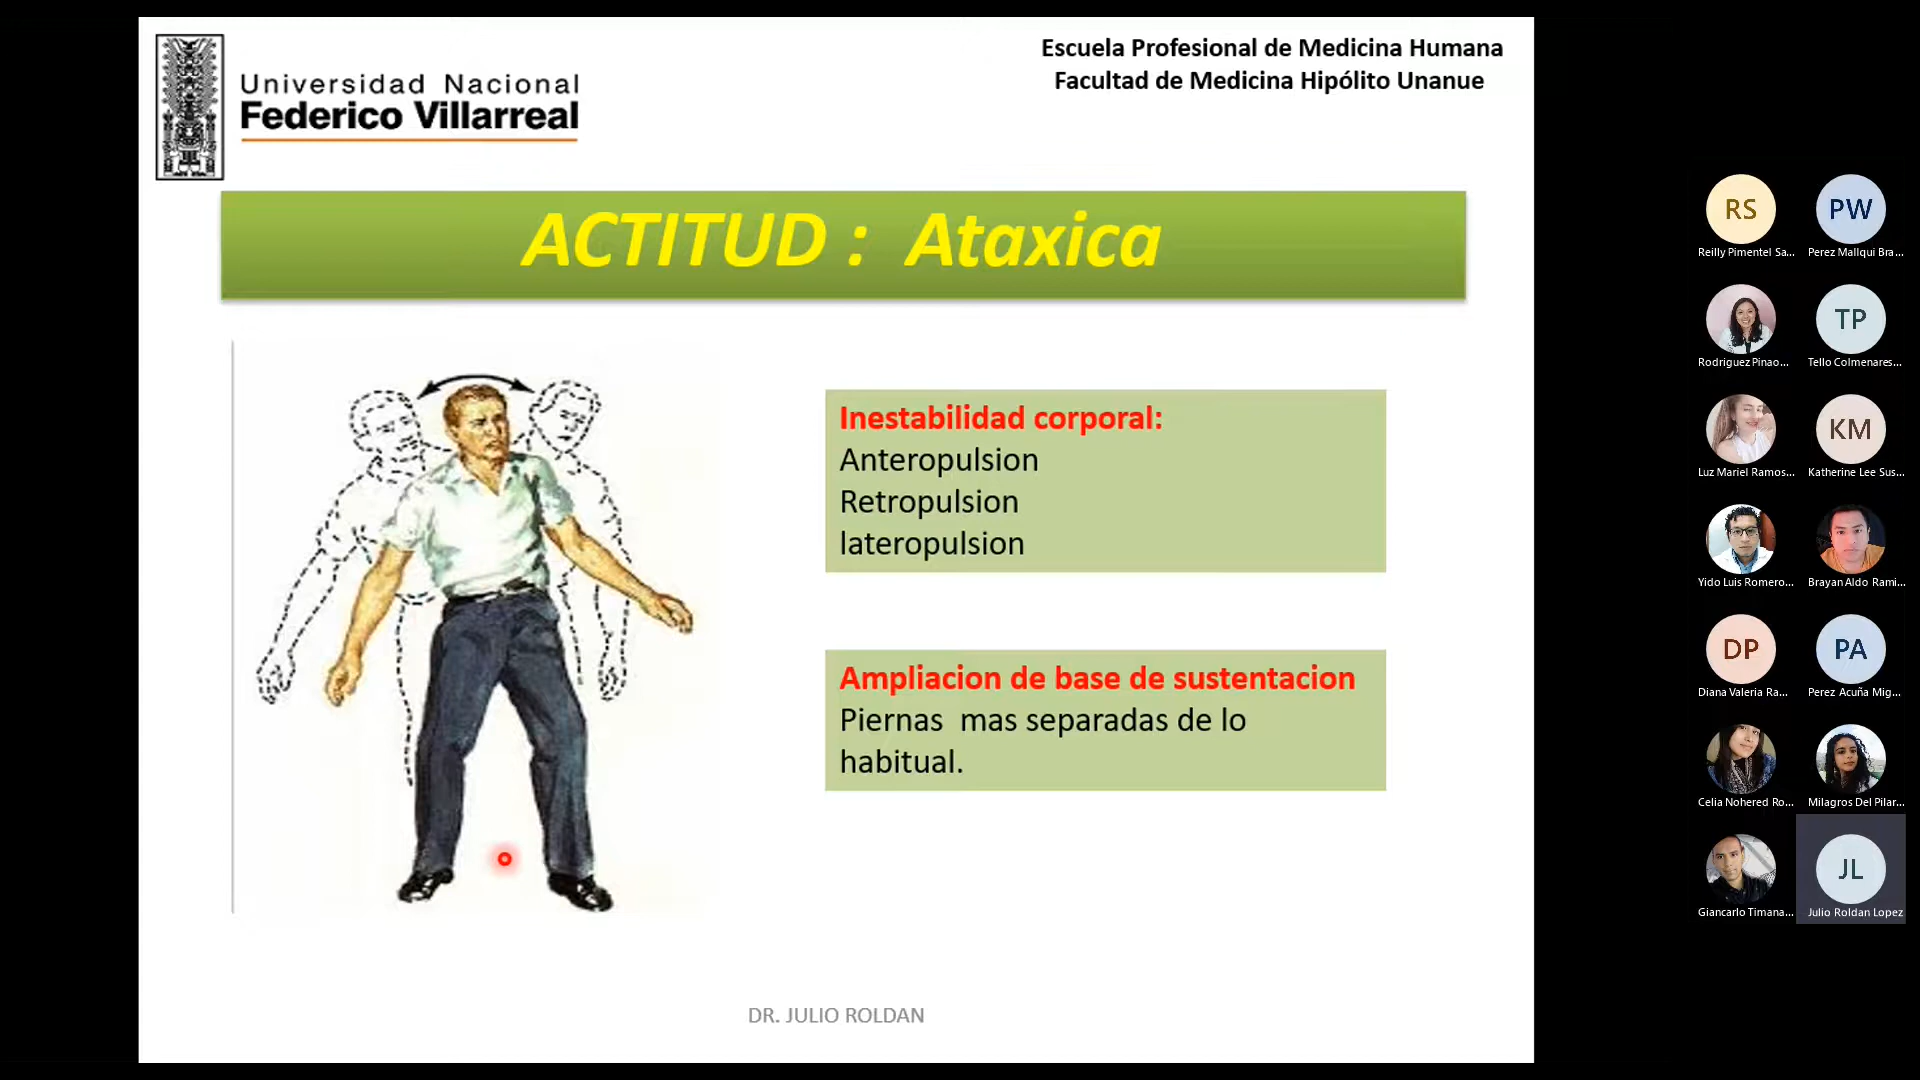 Universidad Nacional
Federico Villarreal
Escuela Profesional de Medicina Humana
Facultad de Medicina Hipólito Unanue
ACTITUD : Ataxica
Inestabilidad corporal:
Anteropulsion
Retropulsion
lateropulsion
Ampliacion de base de sustentacion
Piernas mas separadas de lo
habitual.
DR. JULIO ROLDAN
RS
PW
Reilly Pimentel Sa...
Perez Mallqui Bra...
TP
Rodriguez Pinao...
Tello Colmenares...
KM
Luz Mariel Ramos...
Katherine Lee Sus...
Yido Luis Romero...
Brayan Aldo Rami...
DP
PA
Diana Valeria Ra...
Perez Acuña Mig...
Celia Nohered Ro...
Milagros Del Pilar...
JL
Giancarlo Timana...
Julio Roldan Lopez